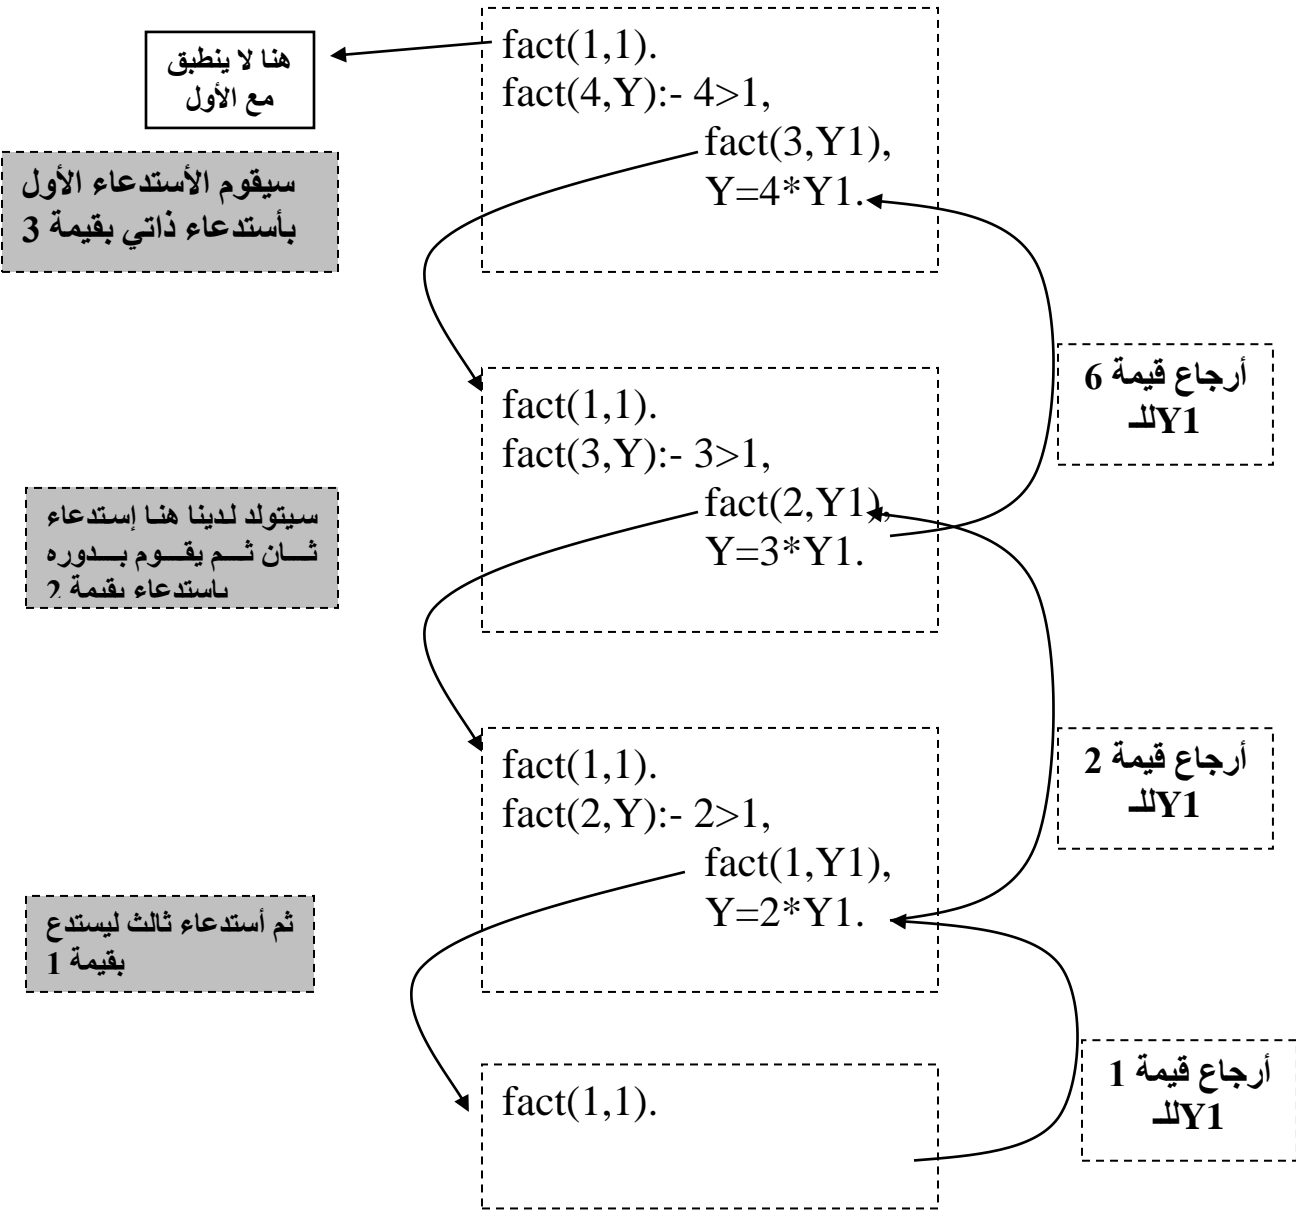 هنا لا ينطبق
مع الأول
fact(1,1).
fact(4,Y):- 4>1,
fact(3,Y1),
Y=4*Y1.
سيقوم الأستدعاء الأول
بأستدعاء ذاتي بقيمة 3
أرجاع قيمة 6
للـY1
fact(1,1).
fact(3,Y):- 3>1,
fact(2,Y1),
Y=3*Y1.
سيتولد لدينا هنا إستدعاء
ثــان ثــم يقــوم بــدوره
باستدعاء بقيمة 2
أرجاع قيمة 2
للـY1
fact(1,1).
fact(2,Y):- 2>1,
fact(1,Y1),
Y=2*Y1.
ثم أستدعاء ثالث ليستدع
بقيمة 1
أرجاع قيمة 1
للـY1
fact(1,1).